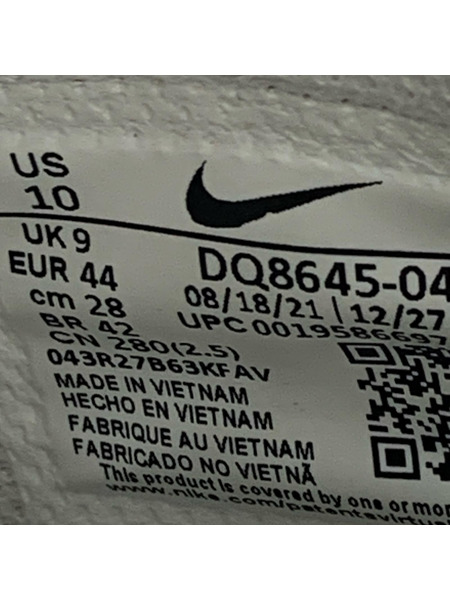 US
10
UK 9
EUR 44
cm 28
BR 42
CN 280(2.5)
043R27B63KFAV
MADE IN VIETNAM
HECHO EN VIETNAM
FABRIQUE AU VIETNAM
FABRICADO NO VIETNÃ
This product is covered by one or mor
www.nike.com/patents
DQ8645-04
08/18/21 | 12/27
UPC 0019586697